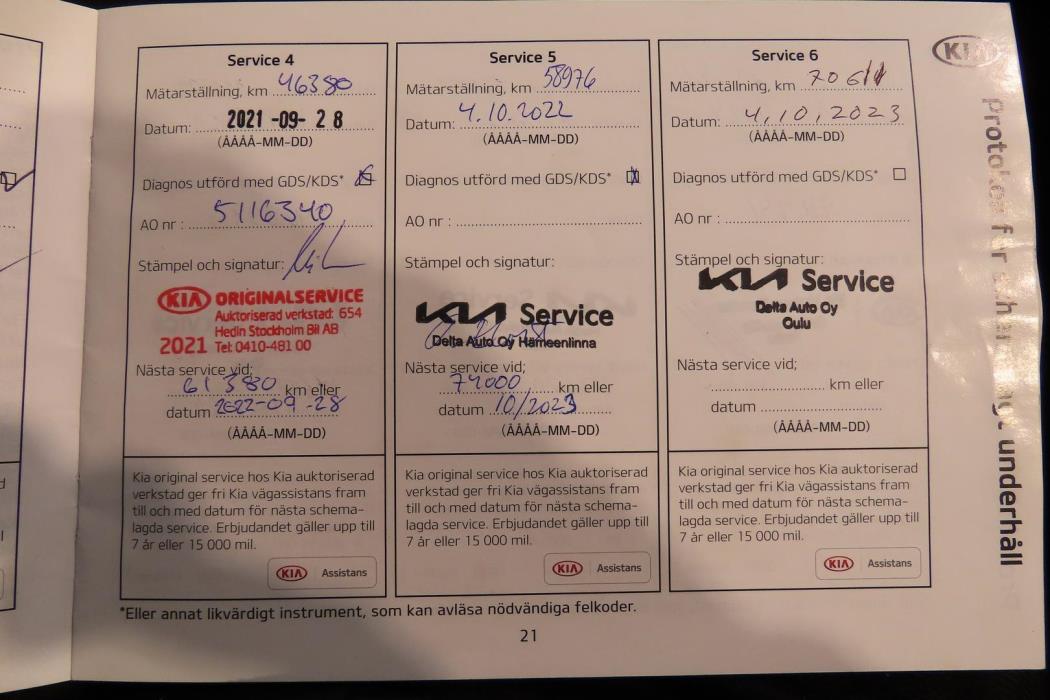 Service 4
Mätarställning, km 46380
Datum: 2021-09-28
(ÅÅÅÅ-MM-DD)
Diagnos utförd med GDS/KDS*
AO nr : 5116340
Stämpel och signatur:
KIA ORIGINALSERVICE
Auktoriserad verkstad: 654
Hedin Stockholm Bil AB
2021 Tel: 0410-481 00
Nästa service vid;
61380 km eller
datum 2022-09-28
(ÅÅÅÅ-MM-DD)
Kia original service hos Kia auktoriserad
verkstad ger fri Kia vägassistans fram
till och med datum för nästa schema-
lagda service. Erbjudandet gäller upp till
7 år eller 15 000 mil.
KIA Assistans
Service 5
Mätarställning, km 58976
Datum: 4.10.2022
(ÅÅÅÅ-MM-DD)
Diagnos utförd med GDS/KDS*
AO nr :
Stämpel och signatur:
KIA Service
Delta Auto Oy Hämeenlinna
Nästa service vid;
74000 km eller
datum 10/2023
(ÅÅÅÅ-MM-DD)
Kia original service hos Kia auktoriserad
verkstad ger fri Kia vägassistans fram
till och med datum för nästa schema-
lagda service. Erbjudandet gäller upp till
7 år eller 15 000 mil.
KIA Assistans
Service 6
Mätarställning, km 70611
Datum: 4,10,2023
(ÅÅÅÅ-MM-DD)
Diagnos utförd med GDS/KDS*
AO nr :
Stämpel och signatur:
KIA Service
Delta Auto Oy
Oulu
Nästa service vid;
km eller
datum
(ÅÅÅÅ-MM-DD)
Kia original service hos Kia auktoriserad
verkstad ger fri Kia vägassistans fram
till och med datum för nästa schema-
lagda service. Erbjudandet gäller upp till
7 år eller 15 000 mil.
KIA Assistans
*Eller annat likvärdigt instrument, som kan avläsa nödvändiga felkoder.
21
KIA
underhåll